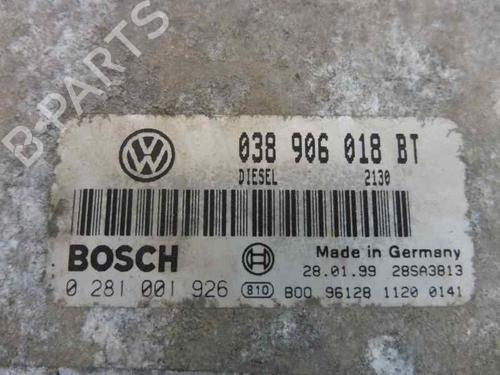 B-PARTS
038 906 018 BT
DIESEL 2130
BOSCH
Made in Germany
28.01.99 28SA3813
0 281 001 926 810 B00 96128 1120 0141